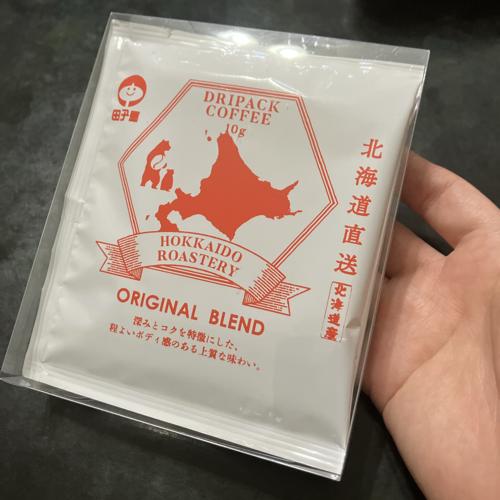 田子屋
DRIPACK
COFFEE
10g
HOKKAIDO
ROASTERY
ORIGINAL BLEND
深みとコクを特徴にした、
程よいボディ感のある上質な味わい。
北海道直送
北海道産